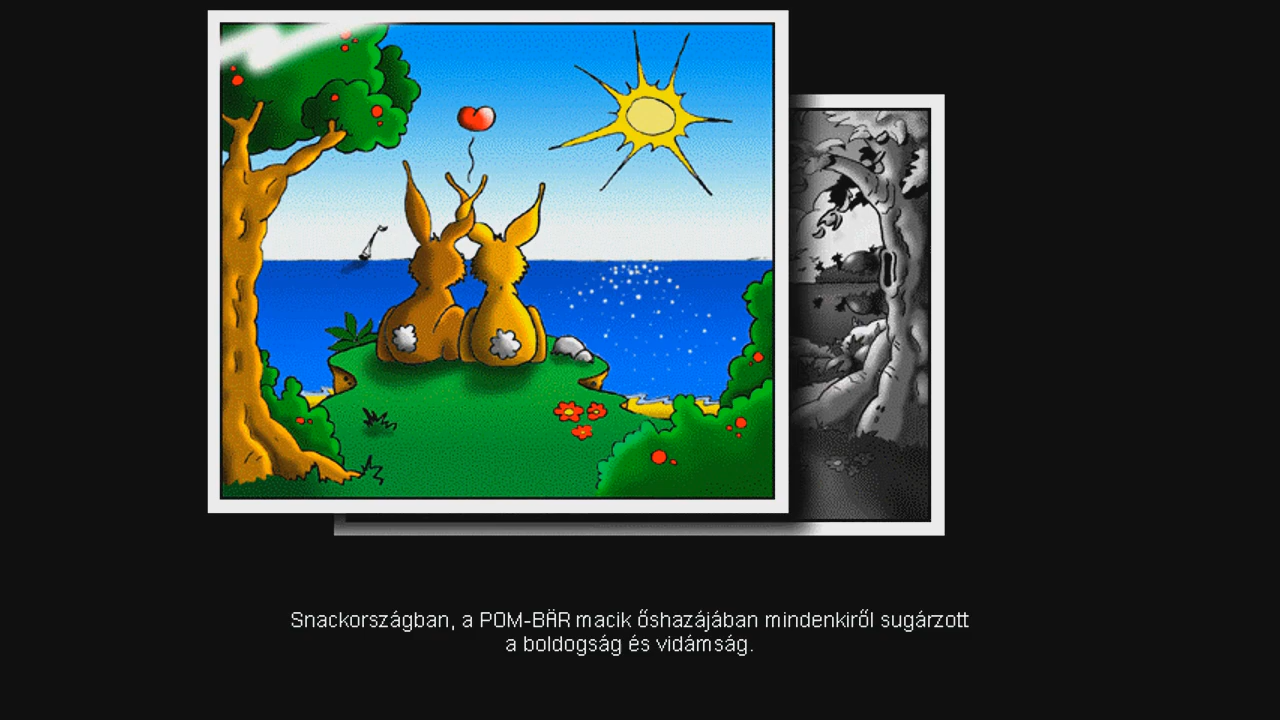 Snackországban, a POM-BÄR macik őshazájában mindenkiről sugárzott
a boldogság és vidámság.